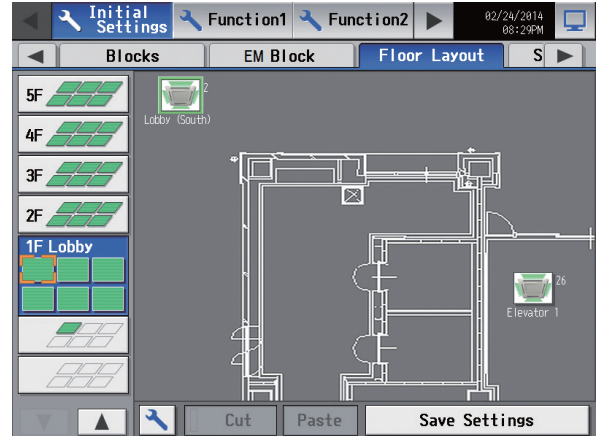 Initial
Settings
Function1
Function2
02/24/2014
08:29PM
Blocks
EM Block
Floor Layout
S
5F
4F
3F
2F
1F Lobby
2
Lobby (South)
26
Elevator 1
Cut
Paste
Save Settings